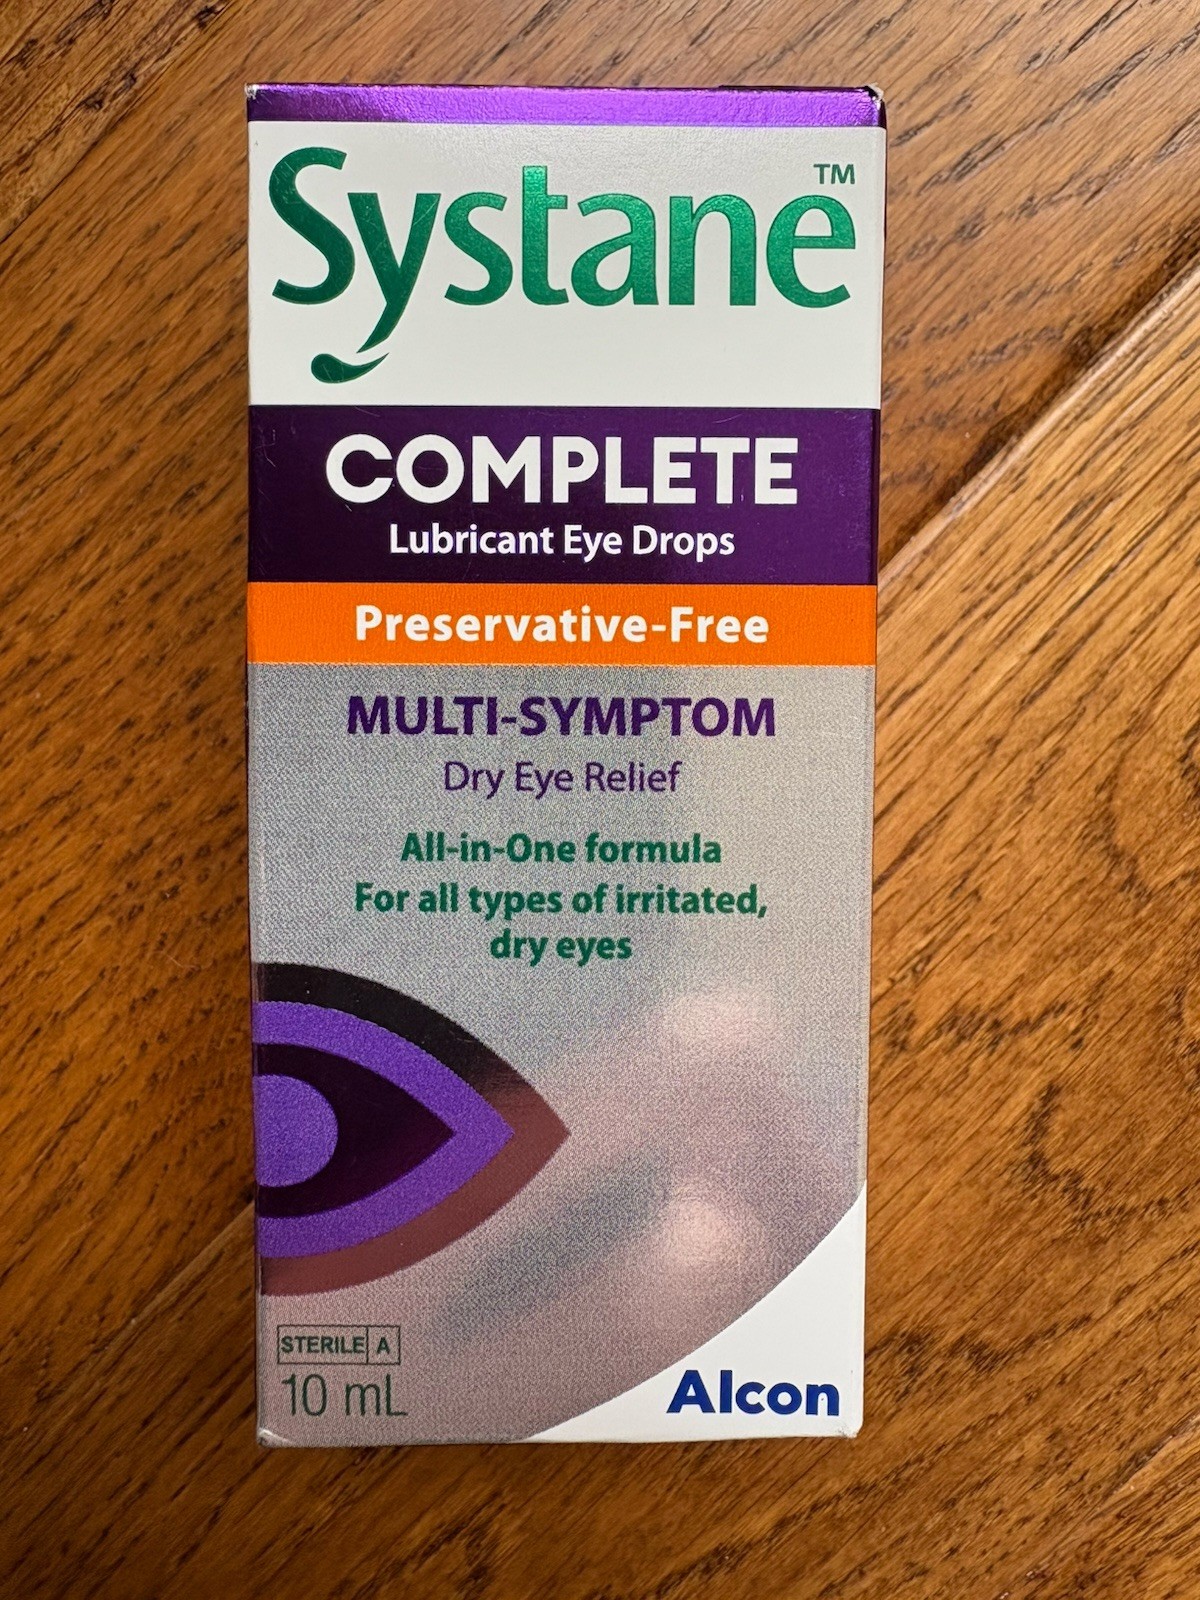 Systane™
COMPLETE
Lubricant Eye Drops
Preservative-Free
MULTI-SYMPTOM
Dry Eye Relief
All-in-One formula
For all types of irritated,
dry eyes
STERILE A
10 mL
Alcon